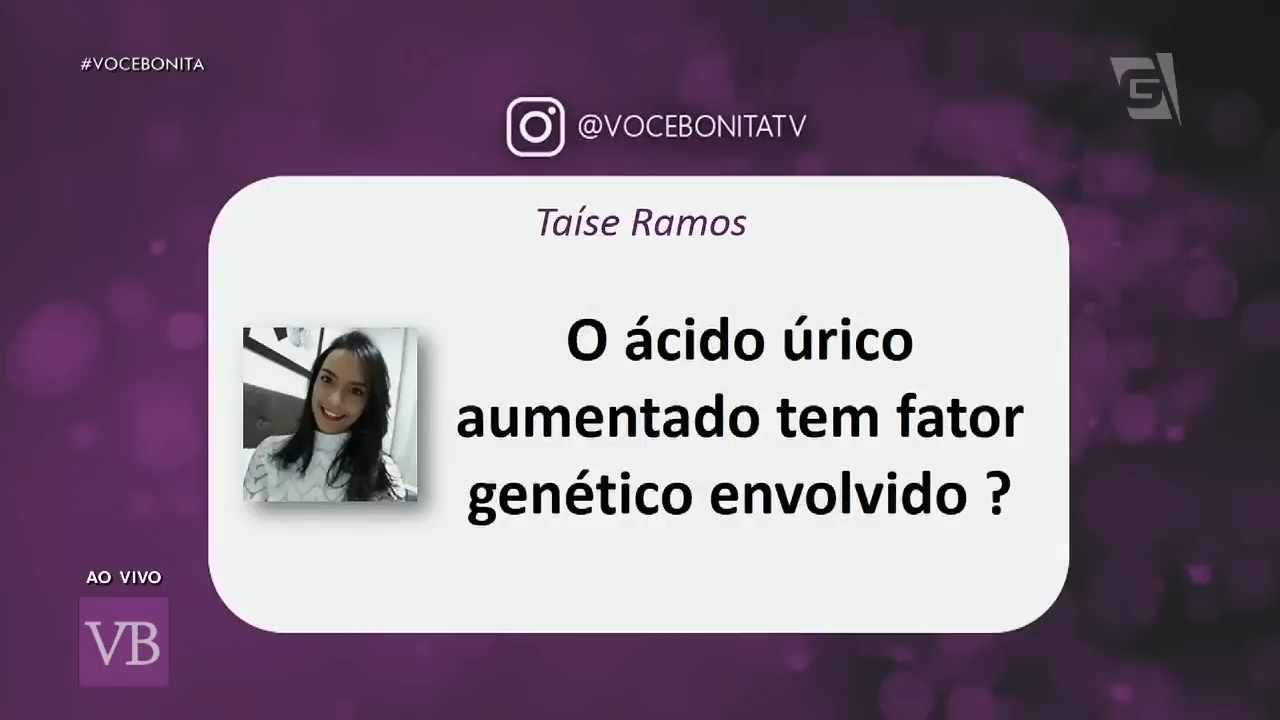 #VOCEBONITA
@VOCEBONITATV
Taíse Ramos
O ácido úrico
aumentado tem fator
genético envolvido ?
AO VIVO
VB